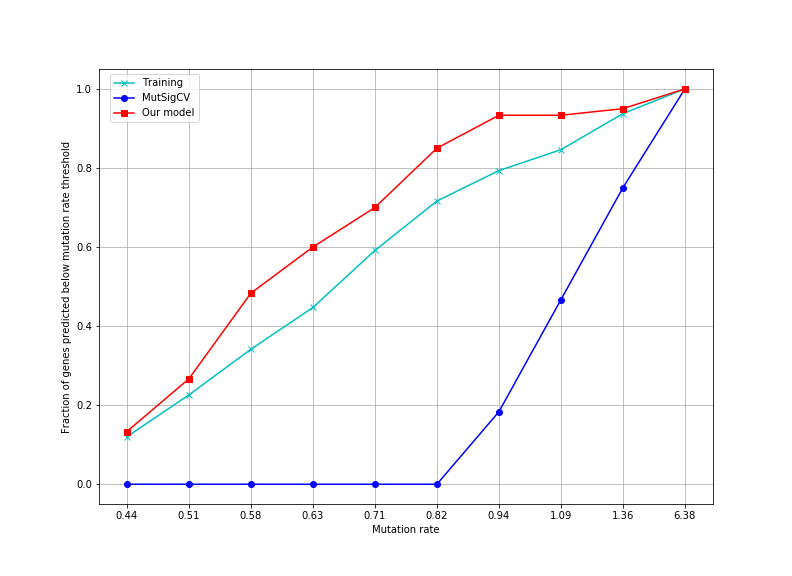 Training
MutSigCV
Our model
Fraction of genes predicted below mutation rate threshold
1.0
0.8
0.6
0.4
0.2
0.0
0.44 0.51 0.58 0.63 0.71 0.82 0.94 1.09 1.36 6.38
Mutation rate